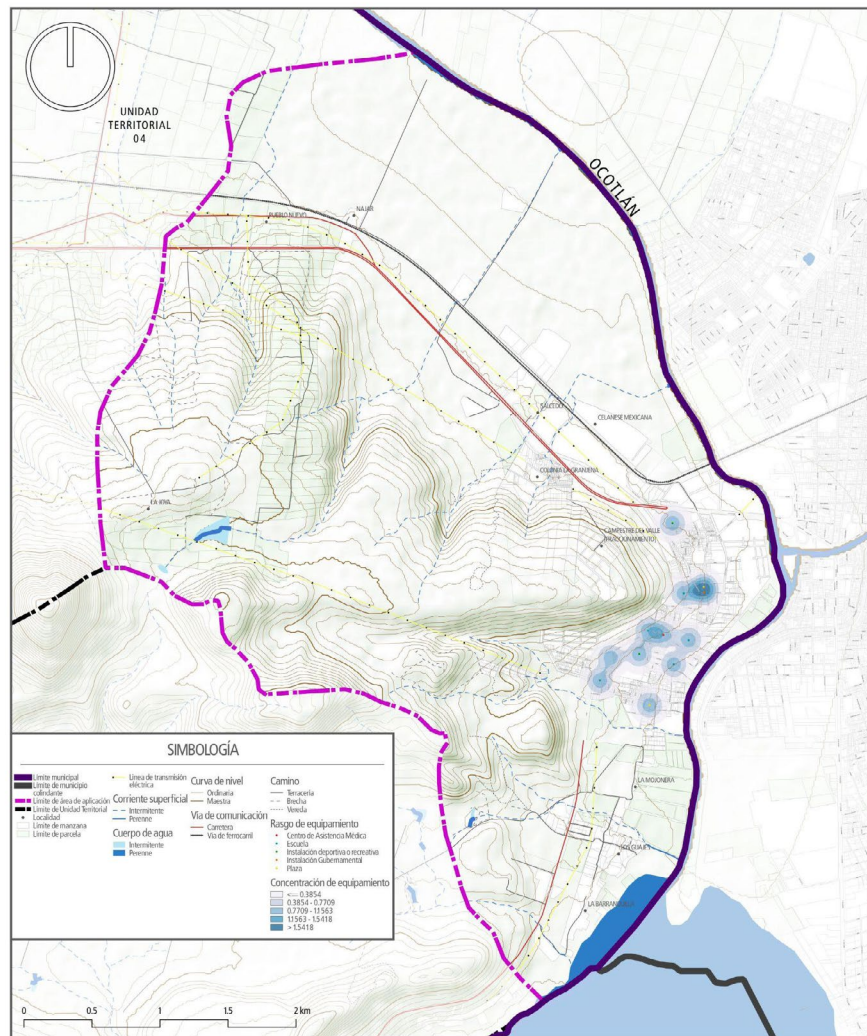 UNIDAD
TERRITORIAL
04
OCOTLÁN
PUEBLO NUEVO
NAJAR
SALCEDO
CELANESE MEXICANA
COLONIA LA GRANJENA
CAMPESTRE DEL VALLE
(FRACCIONAMIENTO)
LA MOJONERA
SIMBOLOGÍA
Límite municipal
Límite de municipio
colindante
Límite de área de aplicación
Límite de Unidad Territorial
Localidad
Límite de manzana
Límite de parcela
Línea de transmisión
eléctrica
Corriente superficial
Intermitente
Perenne
Cuerpo de agua
Intermitente
Perenne
Curva de nivel
Ordinaria
Maestra
Vía de comunicación
Carretera
Vía de ferrocarril
Camino
Terracería
Brecha
Vereda
Rasgo de equipamiento
Centro de Asistencia Médica
Escuela
Instalación deportiva o recreativa
Instalación Gubernamental
Plaza
Concentración de equipamiento
<== 0.3854
0.3854 - 0.7709
0.7709 - 1.1563
1.1563 - 1.5418
> 1.5418
0 0.5 1 1.5 2 km